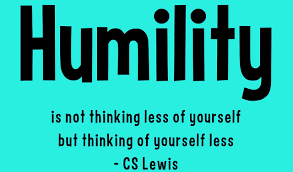 Humility
is not thinking less of yourself
but thinking of yourself less
- CS Lewis